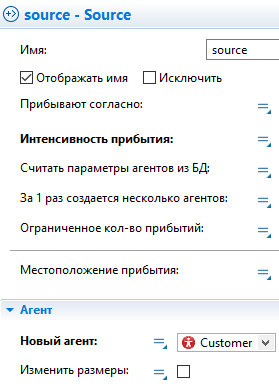 source - Source
Имя: source
Отображать имя Исключить
Прибывают согласно:
Интенсивность прибытия:
Считать параметры агентов из БД:
За 1 раз создается несколько агентов:
Ограниченное кол-во прибытий:
Местоположение прибытия:
Агент
Новый агент: Customer
Изменить размеры: